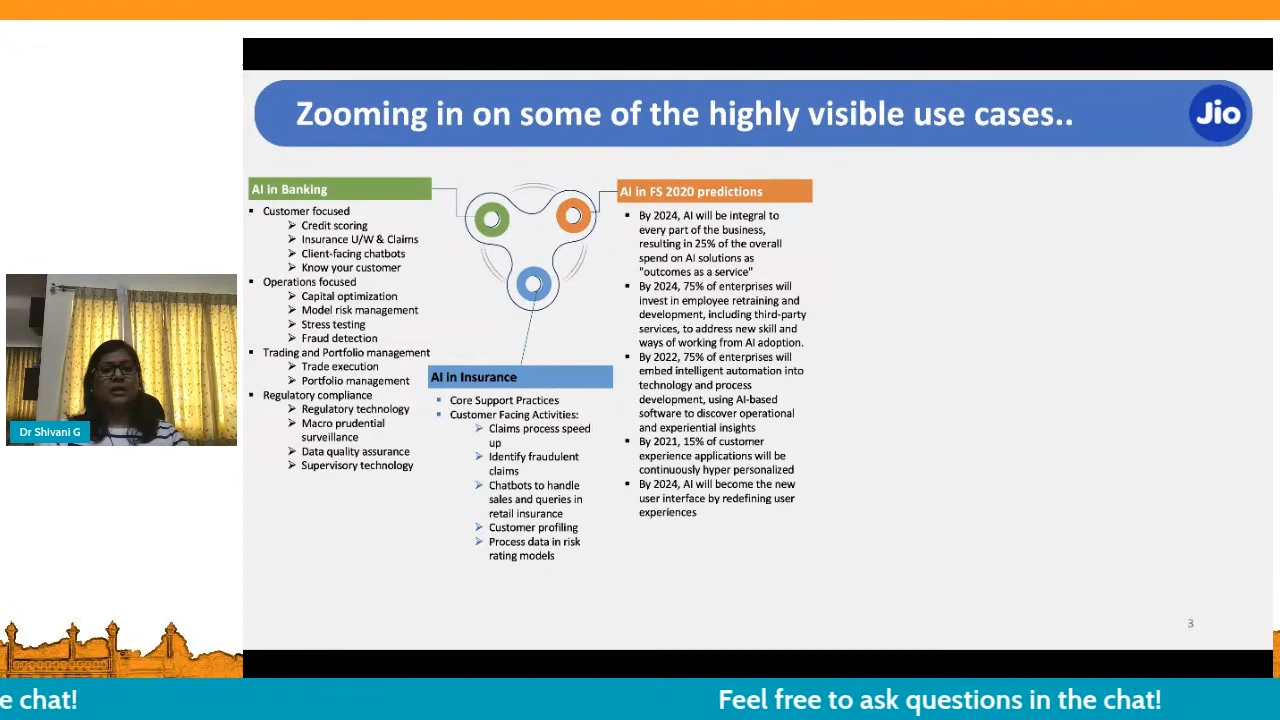 Zooming in on some of the highly visible use cases..
Jio
AI in Banking
▪ Customer focused
➢ Credit scoring
➢ Insurance U/W & Claims
➢ Client-facing chatbots
➢ Know your customer
▪ Operations focused
➢ Capital optimization
➢ Model risk management
➢ Stress testing
➢ Fraud detection
▪ Trading and Portfolio management
➢ Trade execution
➢ Portfolio management
▪ Regulatory compliance
➢ Regulatory technology
➢ Macro prudential
surveillance
➢ Data quality assurance
➢ Supervisory technology
AI in Insurance
▪ Core Support Practices
▪ Customer Facing Activities:
➢ Claims process speed
up
➢ Identify fraudulent
claims
➢ Chatbots to handle
sales and queries in
retail insurance
➢ Customer profiling
➢ Process data in risk
rating models
AI in FS 2020 predictions
▪ By 2024, AI will be integral to
every part of the business,
resulting in 25% of the overall
spend on AI solutions as
"outcomes as a service"
▪ By 2024, 75% of enterprises will
invest in employee retraining and
development, including third-party
services, to address new skill and
ways of working from AI adoption.
▪ By 2022, 75% of enterprises will
embed intelligent automation into
technology and process
development, using AI-based
software to discover operational
and experiential insights
▪ By 2021, 15% of customer
experience applications will be
continuously hyper personalized
▪ By 2024, AI will become the new
user interface by redefining user
experiences
3
Dr Shivani G
e chat!
Feel free to ask questions in the chat!